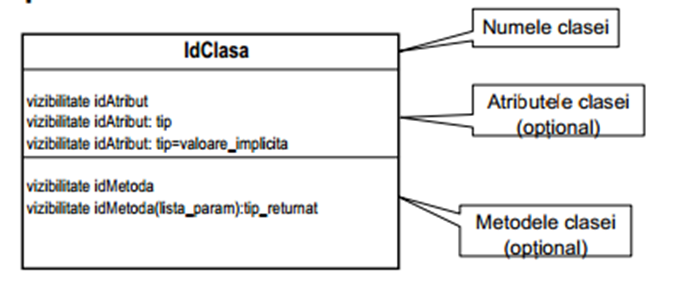 IdClasa
Numele clasei
vizibilitate idAtribut
vizibilitate idAtribut: tip
vizibilitate idAtribut: tip=valoare_implicita
Atributele clasei
(opțional)
vizibilitate idMetoda
vizibilitate idMetoda(lista_param):tip_returnat
Metodele clasei
(opțional)